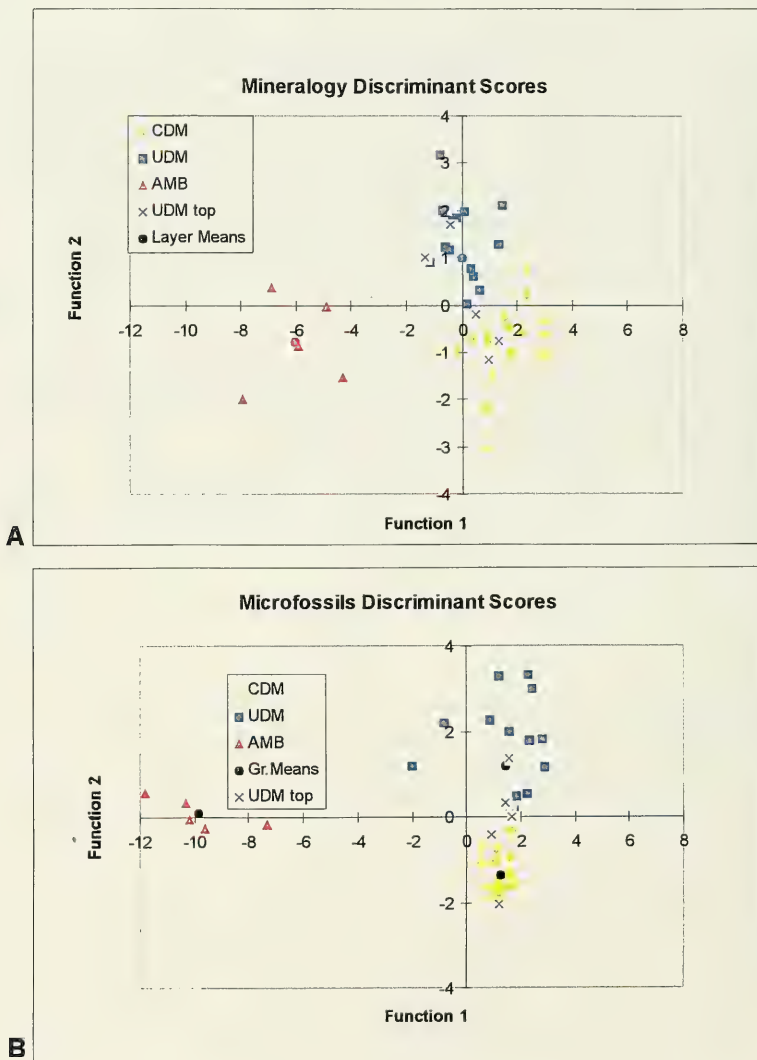 Mineralogy Discriminant Scores
CDM
UDM
AMB
UDM top
Layer Means
Function 2
4
3
2
1
0
-1
-2
-3
-4
-12 -10 -8 -6 -4 -2 0 2 4 6 8
Function 1
A
Microfossils Discriminant Scores
CDM
UDM
AMB
Gr.Means
UDM top
Function 2
4
2
0
-2
-4
-12 -10 -8 -6 -4 -2 0 2 4 6 8
Function 1
B